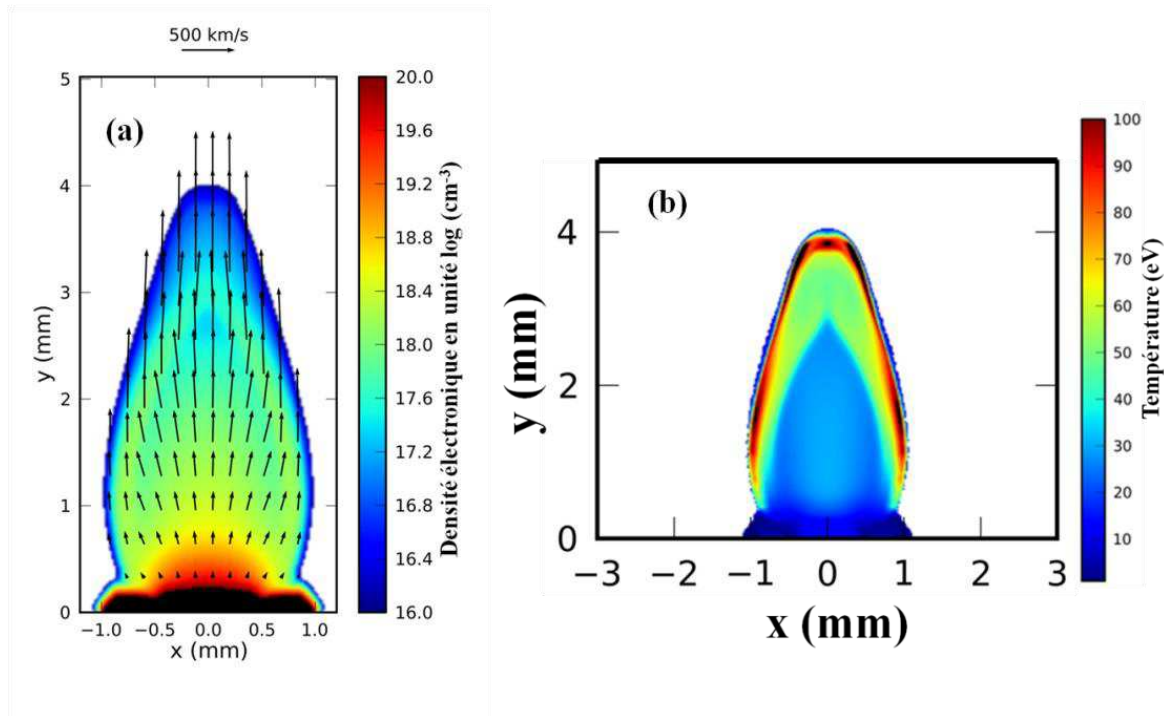 500 km/s
(a)
5
4
3
2
1
0
y (mm)
−1.0 −0.5 0.0 0.5 1.0
x (mm)
20.0
19.6
19.2
18.8
18.4
18.0
17.6
17.2
16.8
16.4
16.0
Densité électronique en unité log (cm-³)
(b)
4
2
0
y (mm)
−3 −2 −1 0 1 2 3
x (mm)
100
90
80
70
60
50
40
30
20
10
Température (eV)